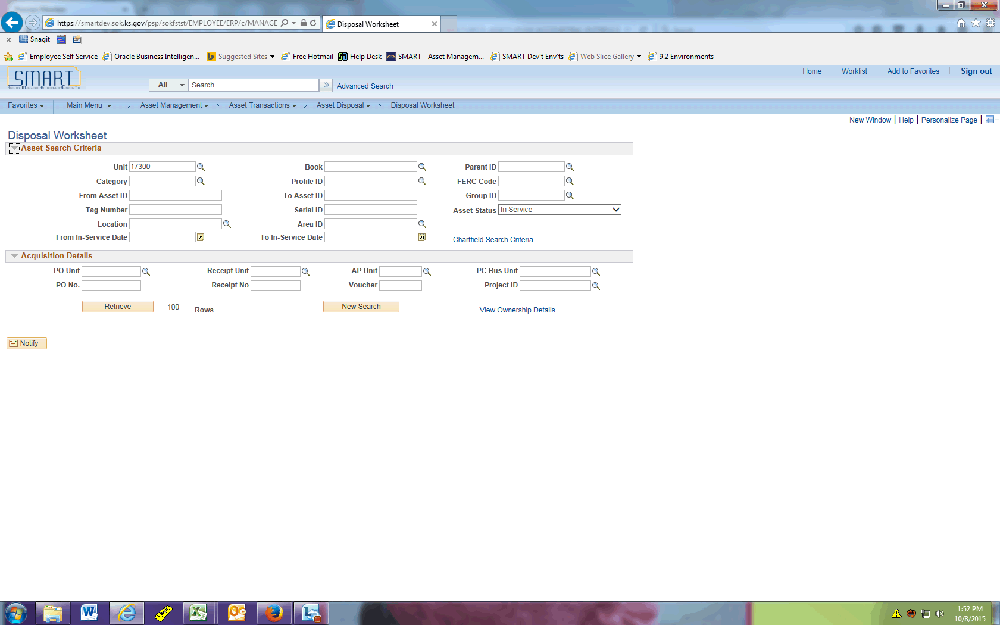 https://smartdev.sok.ks.gov/psp/sokfstst/EMPLOYEE/ERP/c/MANAGE
Disposal Worksheet
Snagit
Employee Self Service Oracle Business Intelligen... Suggested Sites Free Hotmail Help Desk SMART - Asset Managem... SMART Dev't Env'ts Web Slice Gallery 9.2 Environments
SMART
Home Worklist Add to Favorites Sign out
All Search Advanced Search
Favorites Main Menu Asset Management Asset Transactions Asset Disposal Disposal Worksheet
New Window Help Personalize Page
Disposal Worksheet
Asset Search Criteria
Unit 17300 Book Parent ID
Category Profile ID FERC Code
From Asset ID To Asset ID Group ID
Tag Number Serial ID Asset Status In Service
Location Area ID
From In-Service Date 31 To In-Service Date 31 Chartfield Search Criteria
Acquisition Details
PO Unit Receipt Unit AP Unit PC Bus Unit
PO No. Receipt No Voucher Project ID
Retrieve 100 Rows New Search View Ownership Details
Notify
1:52 PM
10/8/2015